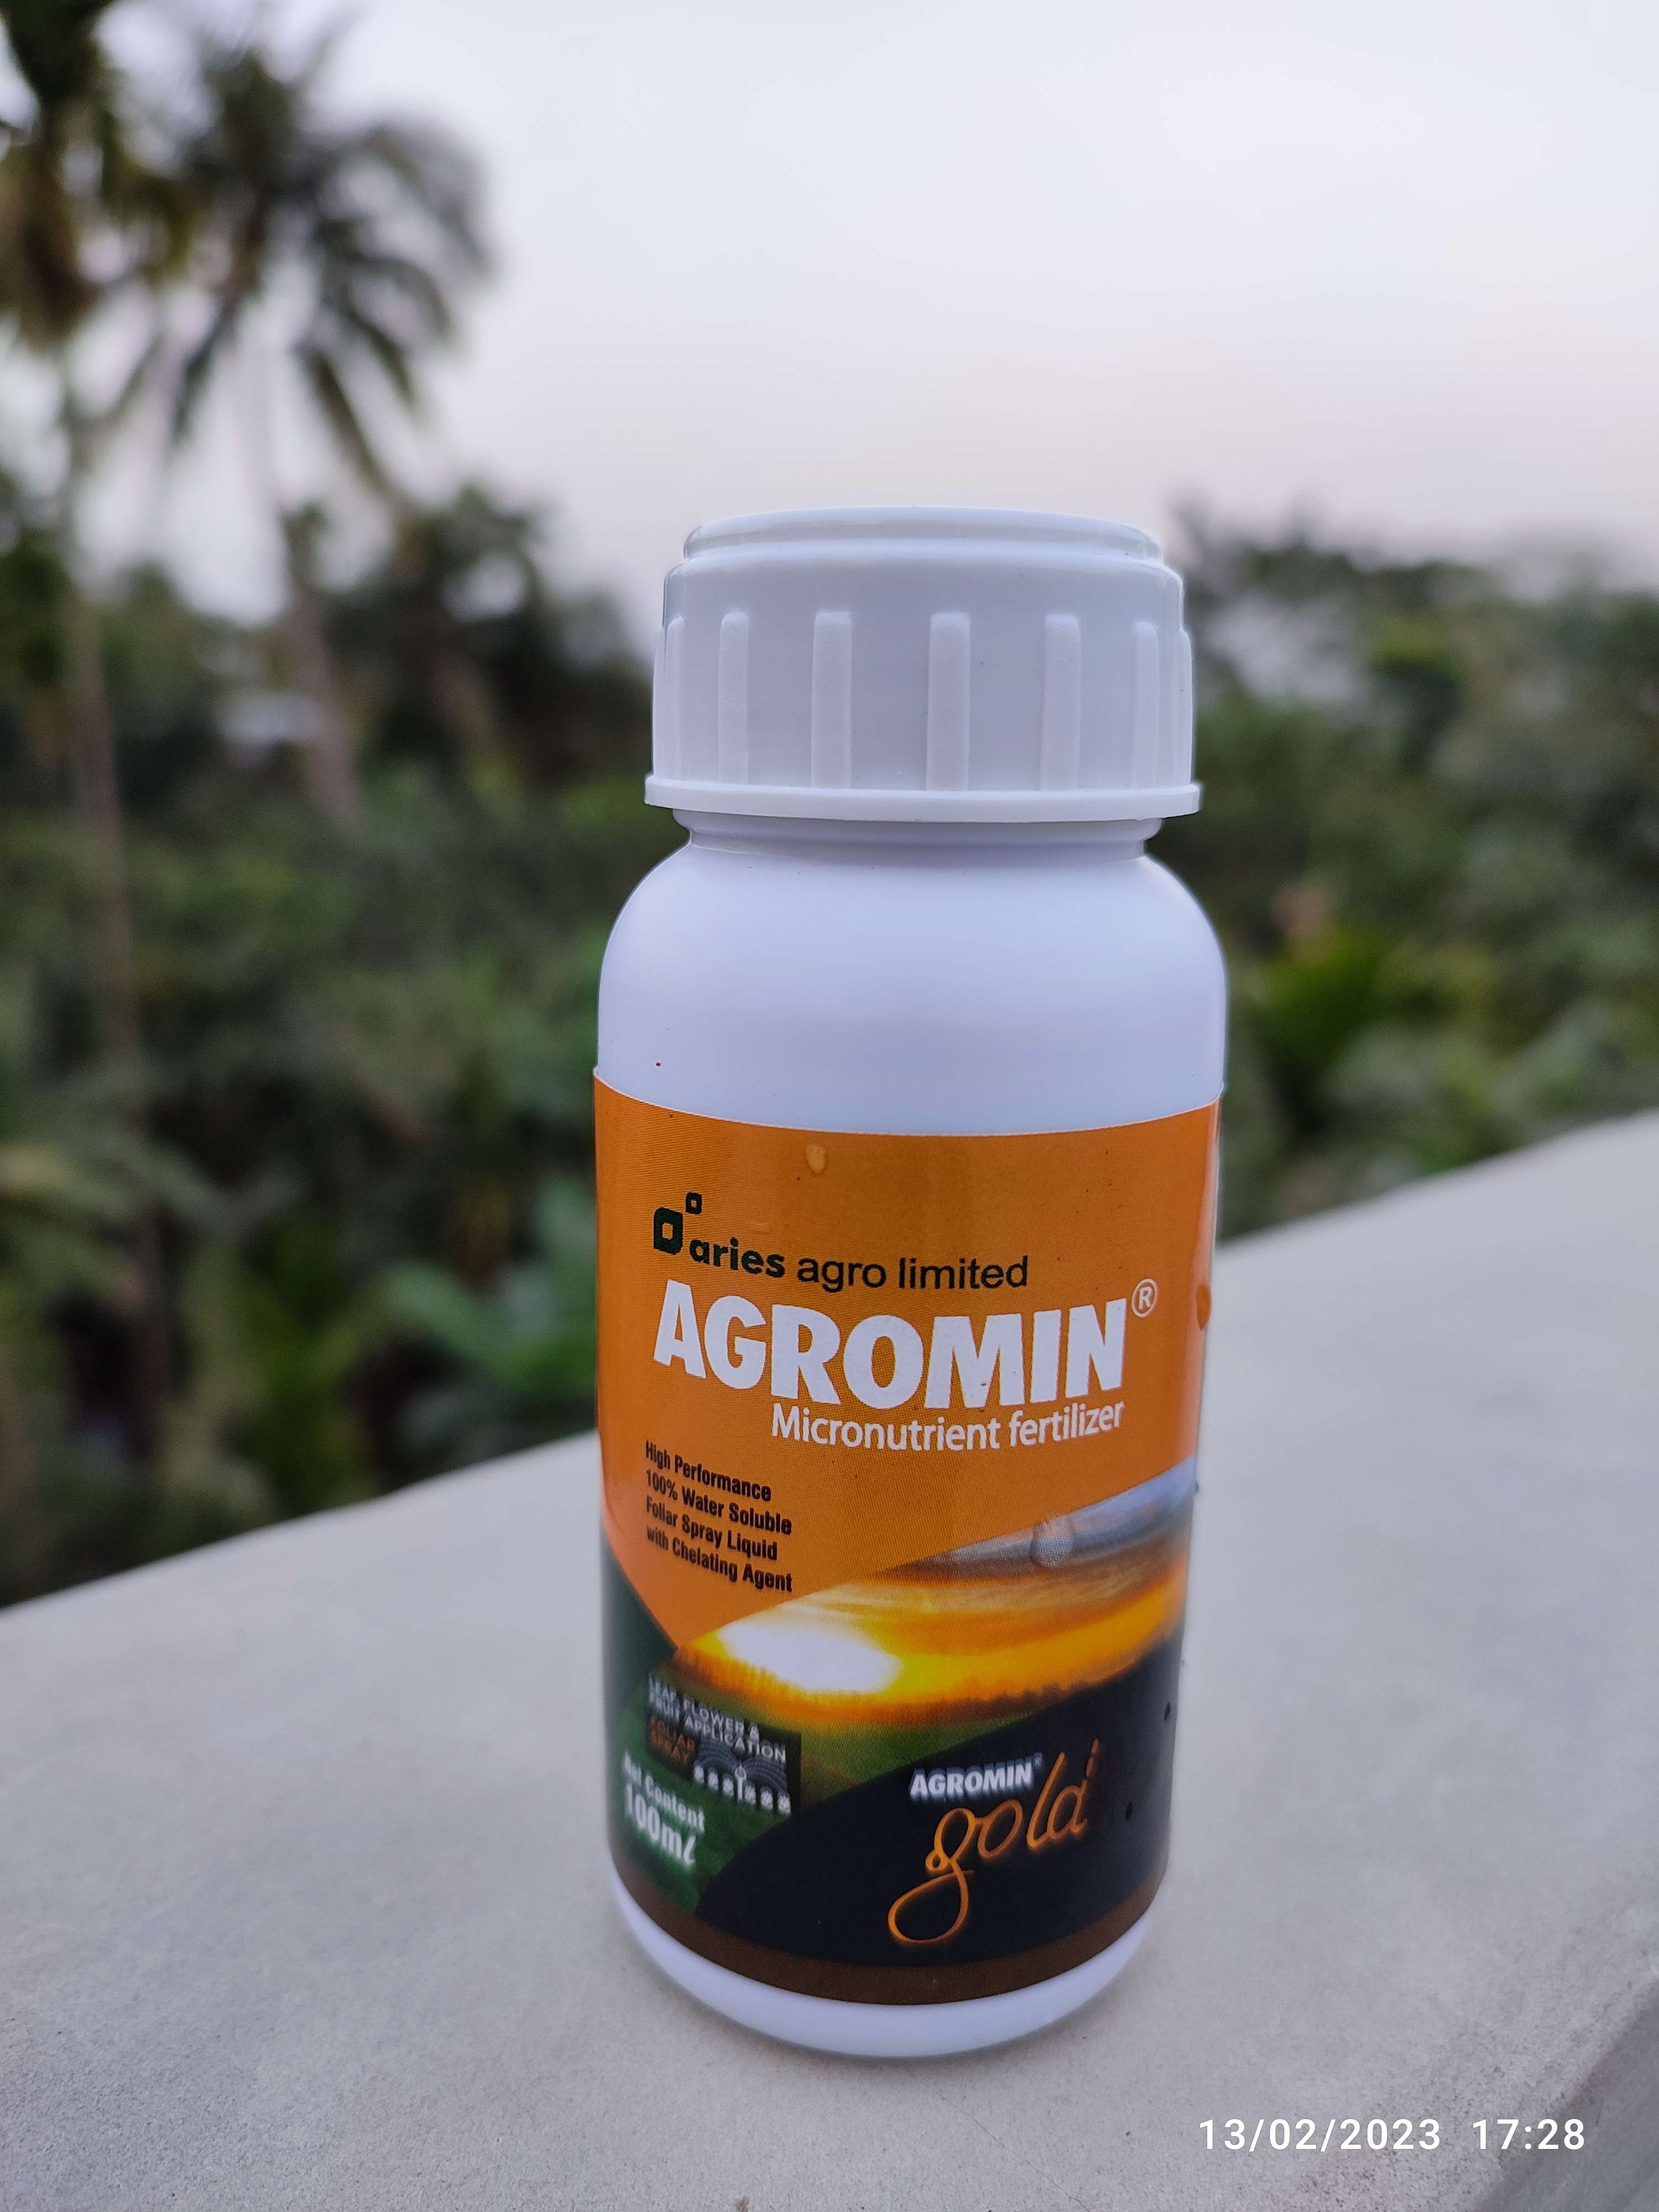 aries agro limited
AGROMIN®
Micronutrient fertilizer
High Performance
100% Water Soluble
Foliar Spray Liquid
with Chelating Agent
LEAF, FLOWER &
FRUIT APPLICATION
FOLIAR
SPRAY
Net Content
100ml
AGROMIN®
gold
13/02/2023 17:28